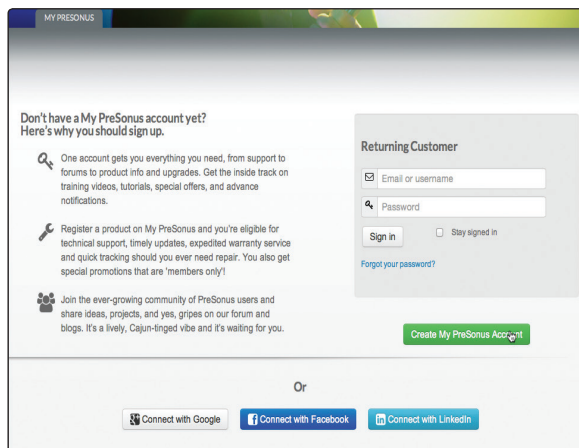 MY PRESONUS
Don't have a My PreSonus account yet?
Here's why you should sign up.
One account gets you everything you need, from support to
forums to product info and upgrades. Get the inside track on
training videos, tutorials, special offers, and advance
notifications.
Register a product on My PreSonus and you're eligible for
technical support, timely updates, expedited warranty service
and quick tracking should you ever need repair. You also get
special promotions that are 'members only'!
Join the ever-growing community of PreSonus users and
share ideas, projects, and yes, gripes on our forum and
blogs. It's a lively, Cajun-tinged vibe and it's waiting for you.
Returning Customer
Email or username
Password
Sign in
Stay signed in
Forgot your password?
Create My PreSonus Account
Or
Connect with Google
Connect with Facebook
Connect with LinkedIn